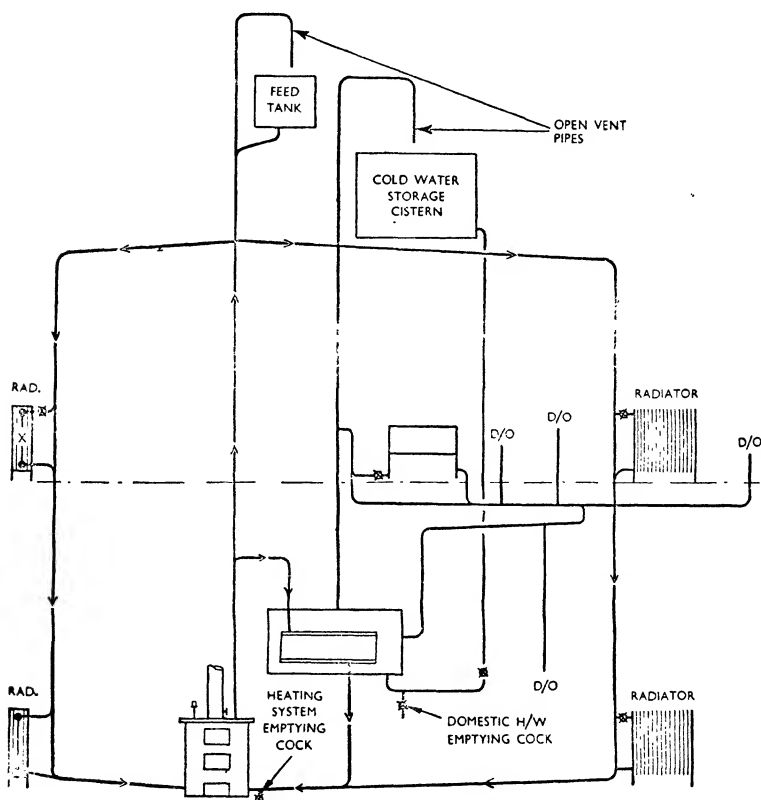 FEED
TANK
OPEN VENT
PIPES
COLD WATER
STORAGE
CISTERN
RAD.
X
RADIATOR
D/O
D/O
D/O
D/O
RAD.
HEATING
SYSTEM
EMPTYING
COCK
DOMESTIC H/W
EMPTYING COCK
RADIATOR